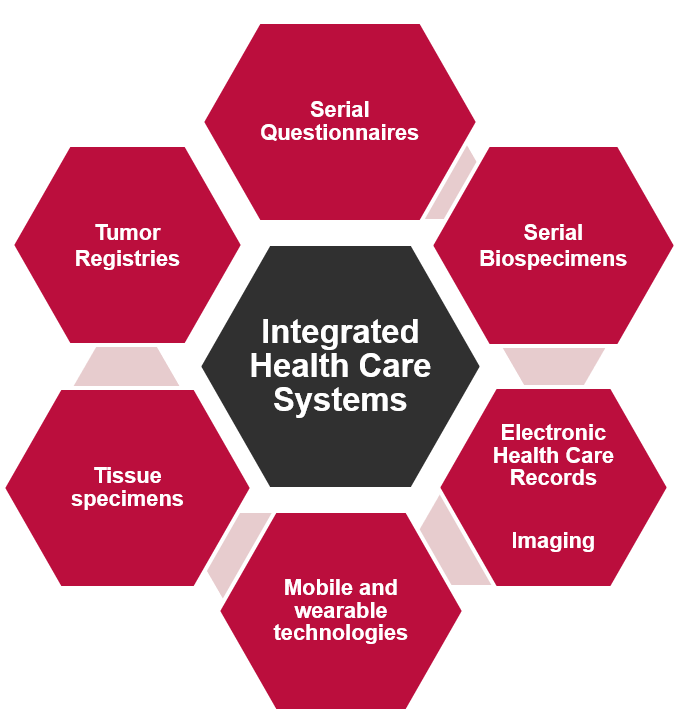 Serial
Questionnaires
Tumor
Registries
Serial
Biospecimens
Integrated
Health Care
Systems
Electronic
Health Care
Records
Imaging
Tissue
specimens
Mobile and
wearable
technologies